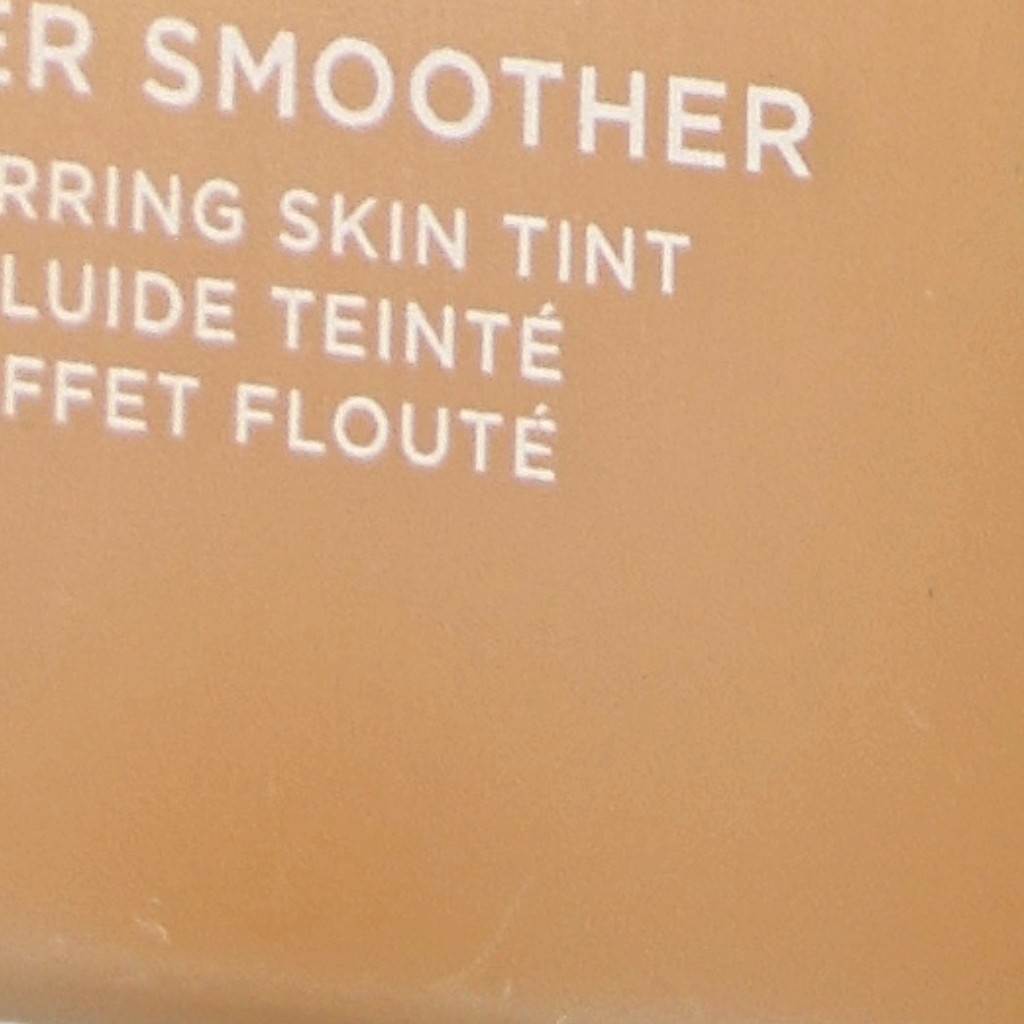 ER SMOOTHER
RRING SKIN TINT
LUIDE TEINTÉ
FFET FLOUTÉ